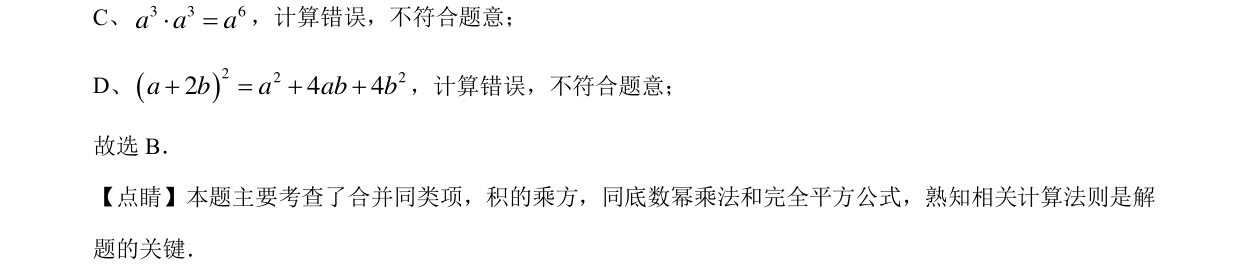 C、$a^3 \cdot a^3 = a^6$，计算错误，不符合题意；
D、$(a+2b)^2 = a^2+4ab+4b^2$，计算错误，不符合题意；
故选 B．
【点睛】本题主要考查了合并同类项，积的乘方，同底数幂乘法和完全平方公式，熟知相关计算法则是解
题的关键．